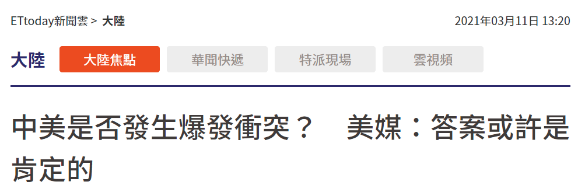 ETtoday新聞雲 > 大陸 2021年03月11日 13:20
大陸 大陸焦點 華聞快遞 特派現場 雲視頻
中美是否發生爆發衝突？ 美媒：答案或許是
肯定的